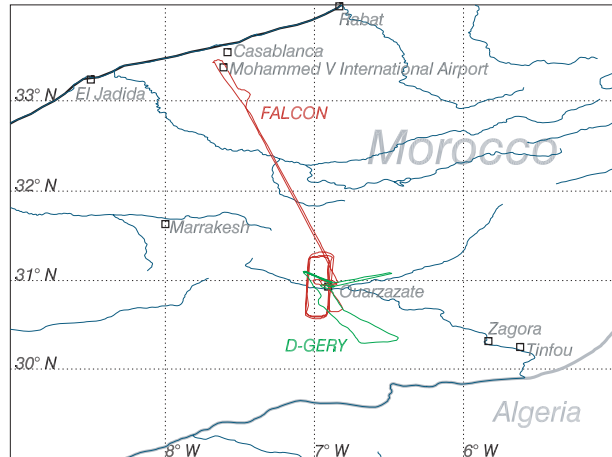 Rabat
Casablanca
Mohammed V International Airport
El Jadida
33° N
FALCON
Morocco
32° N
Marrakesh
31° N
Ouarzazate
Zagora
D-GERY
Tinfou
30° N
Algeria
8° W
7° W
6° W